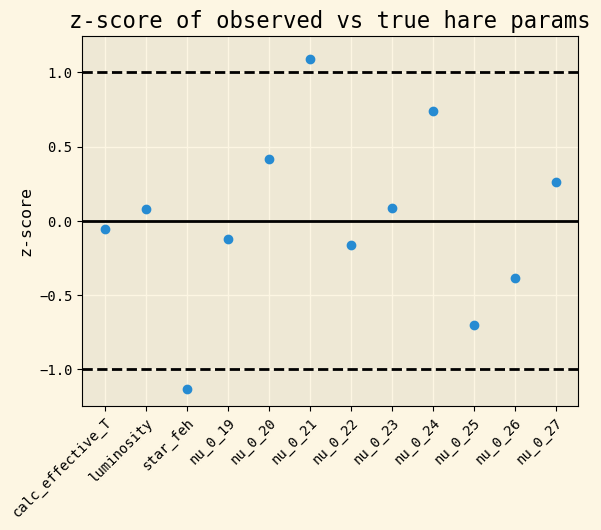 z-score of observed vs true hare params
z-score
1.0
0.5
0.0
−0.5
−1.0
calc_effective_T
luminosity
star_feh
nu_0_19
nu_0_20
nu_0_21
nu_0_22
nu_0_23
nu_0_24
nu_0_25
nu_0_26
nu_0_27